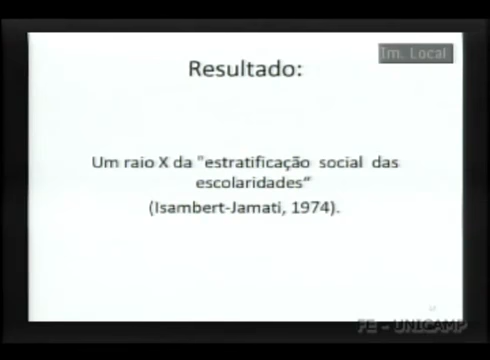 Tm. Local
Resultado:
Um raio X da "estratificação social das
escolaridades"
(Isambert-Jamati, 1974).
FE - UNICAMP